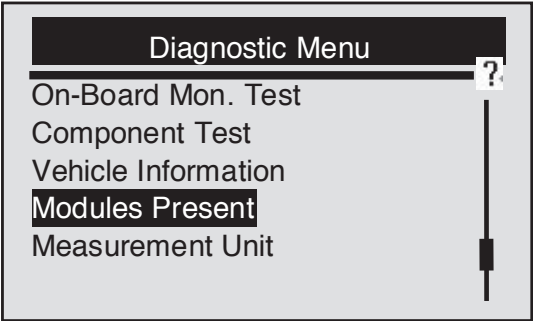 Diagnostic Menu
?
On-Board Mon. Test
Component Test
Vehicle Information
Modules Present
Measurement Unit